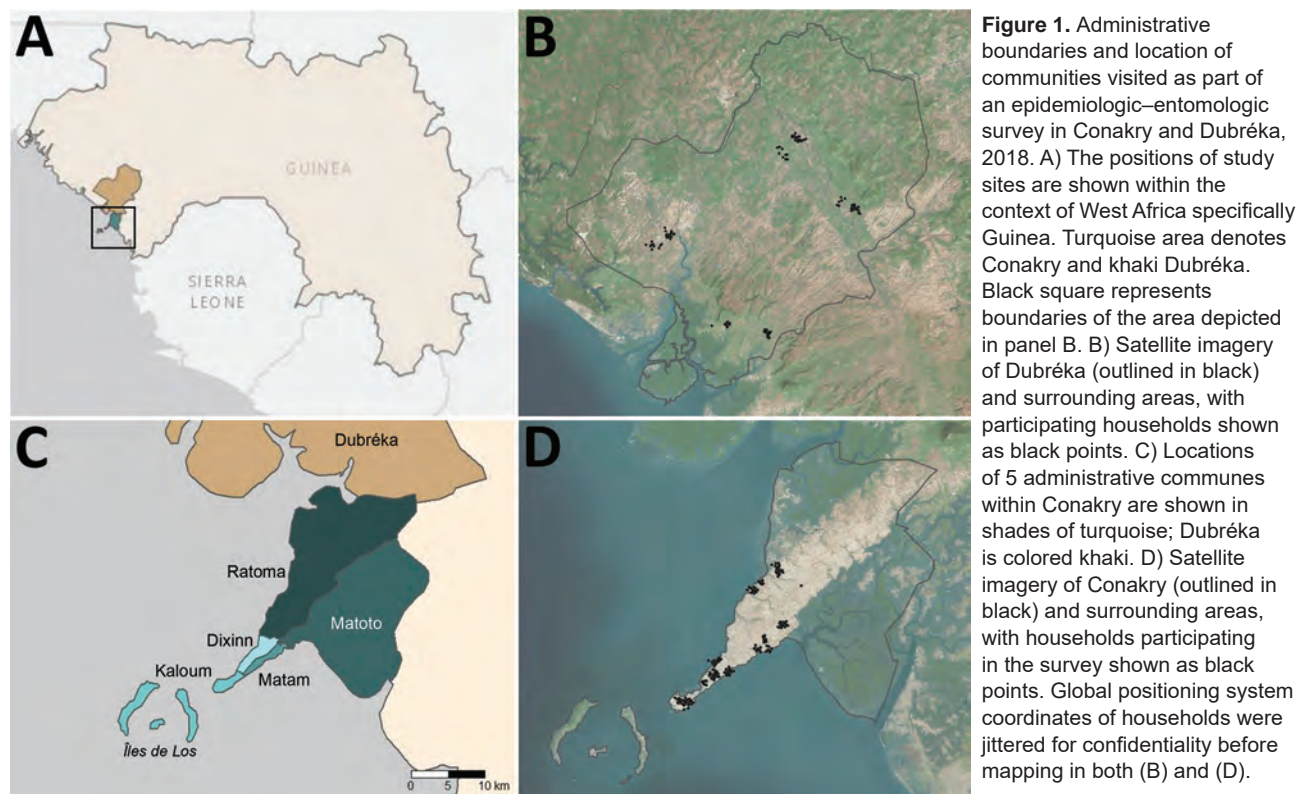 A
GUINEA
SIERRA
LEONE
B
C
Dubréka
Ratoma
Matoto
Dixinn
Kaloum
Matam
Îles de Los
0 5 10 km
D
Figure 1. Administrative
boundaries and location of
communities visited as part of
an epidemiologic–entomologic
survey in Conakry and Dubréka,
2018. A) The positions of study
sites are shown within the
context of West Africa specifically
Guinea. Turquoise area denotes
Conakry and khaki Dubréka.
Black square represents
boundaries of the area depicted
in panel B. B) Satellite imagery
of Dubréka (outlined in black)
and surrounding areas, with
participating households shown
as black points. C) Locations
of 5 administrative communes
within Conakry are shown in
shades of turquoise; Dubréka
is colored khaki. D) Satellite
imagery of Conakry (outlined in
black) and surrounding areas,
with households participating
in the survey shown as black
points. Global positioning system
coordinates of households were
jittered for confidentiality before
mapping in both (B) and (D).